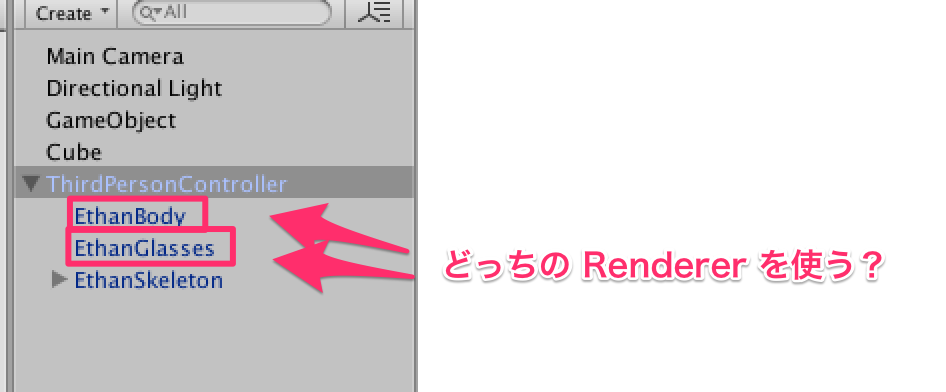 Create All
Main Camera
Directional Light
GameObject
Cube
ThirdPersonController
EthanBody
EthanGlasses
EthanSkeleton
どっちの Renderer を使う？